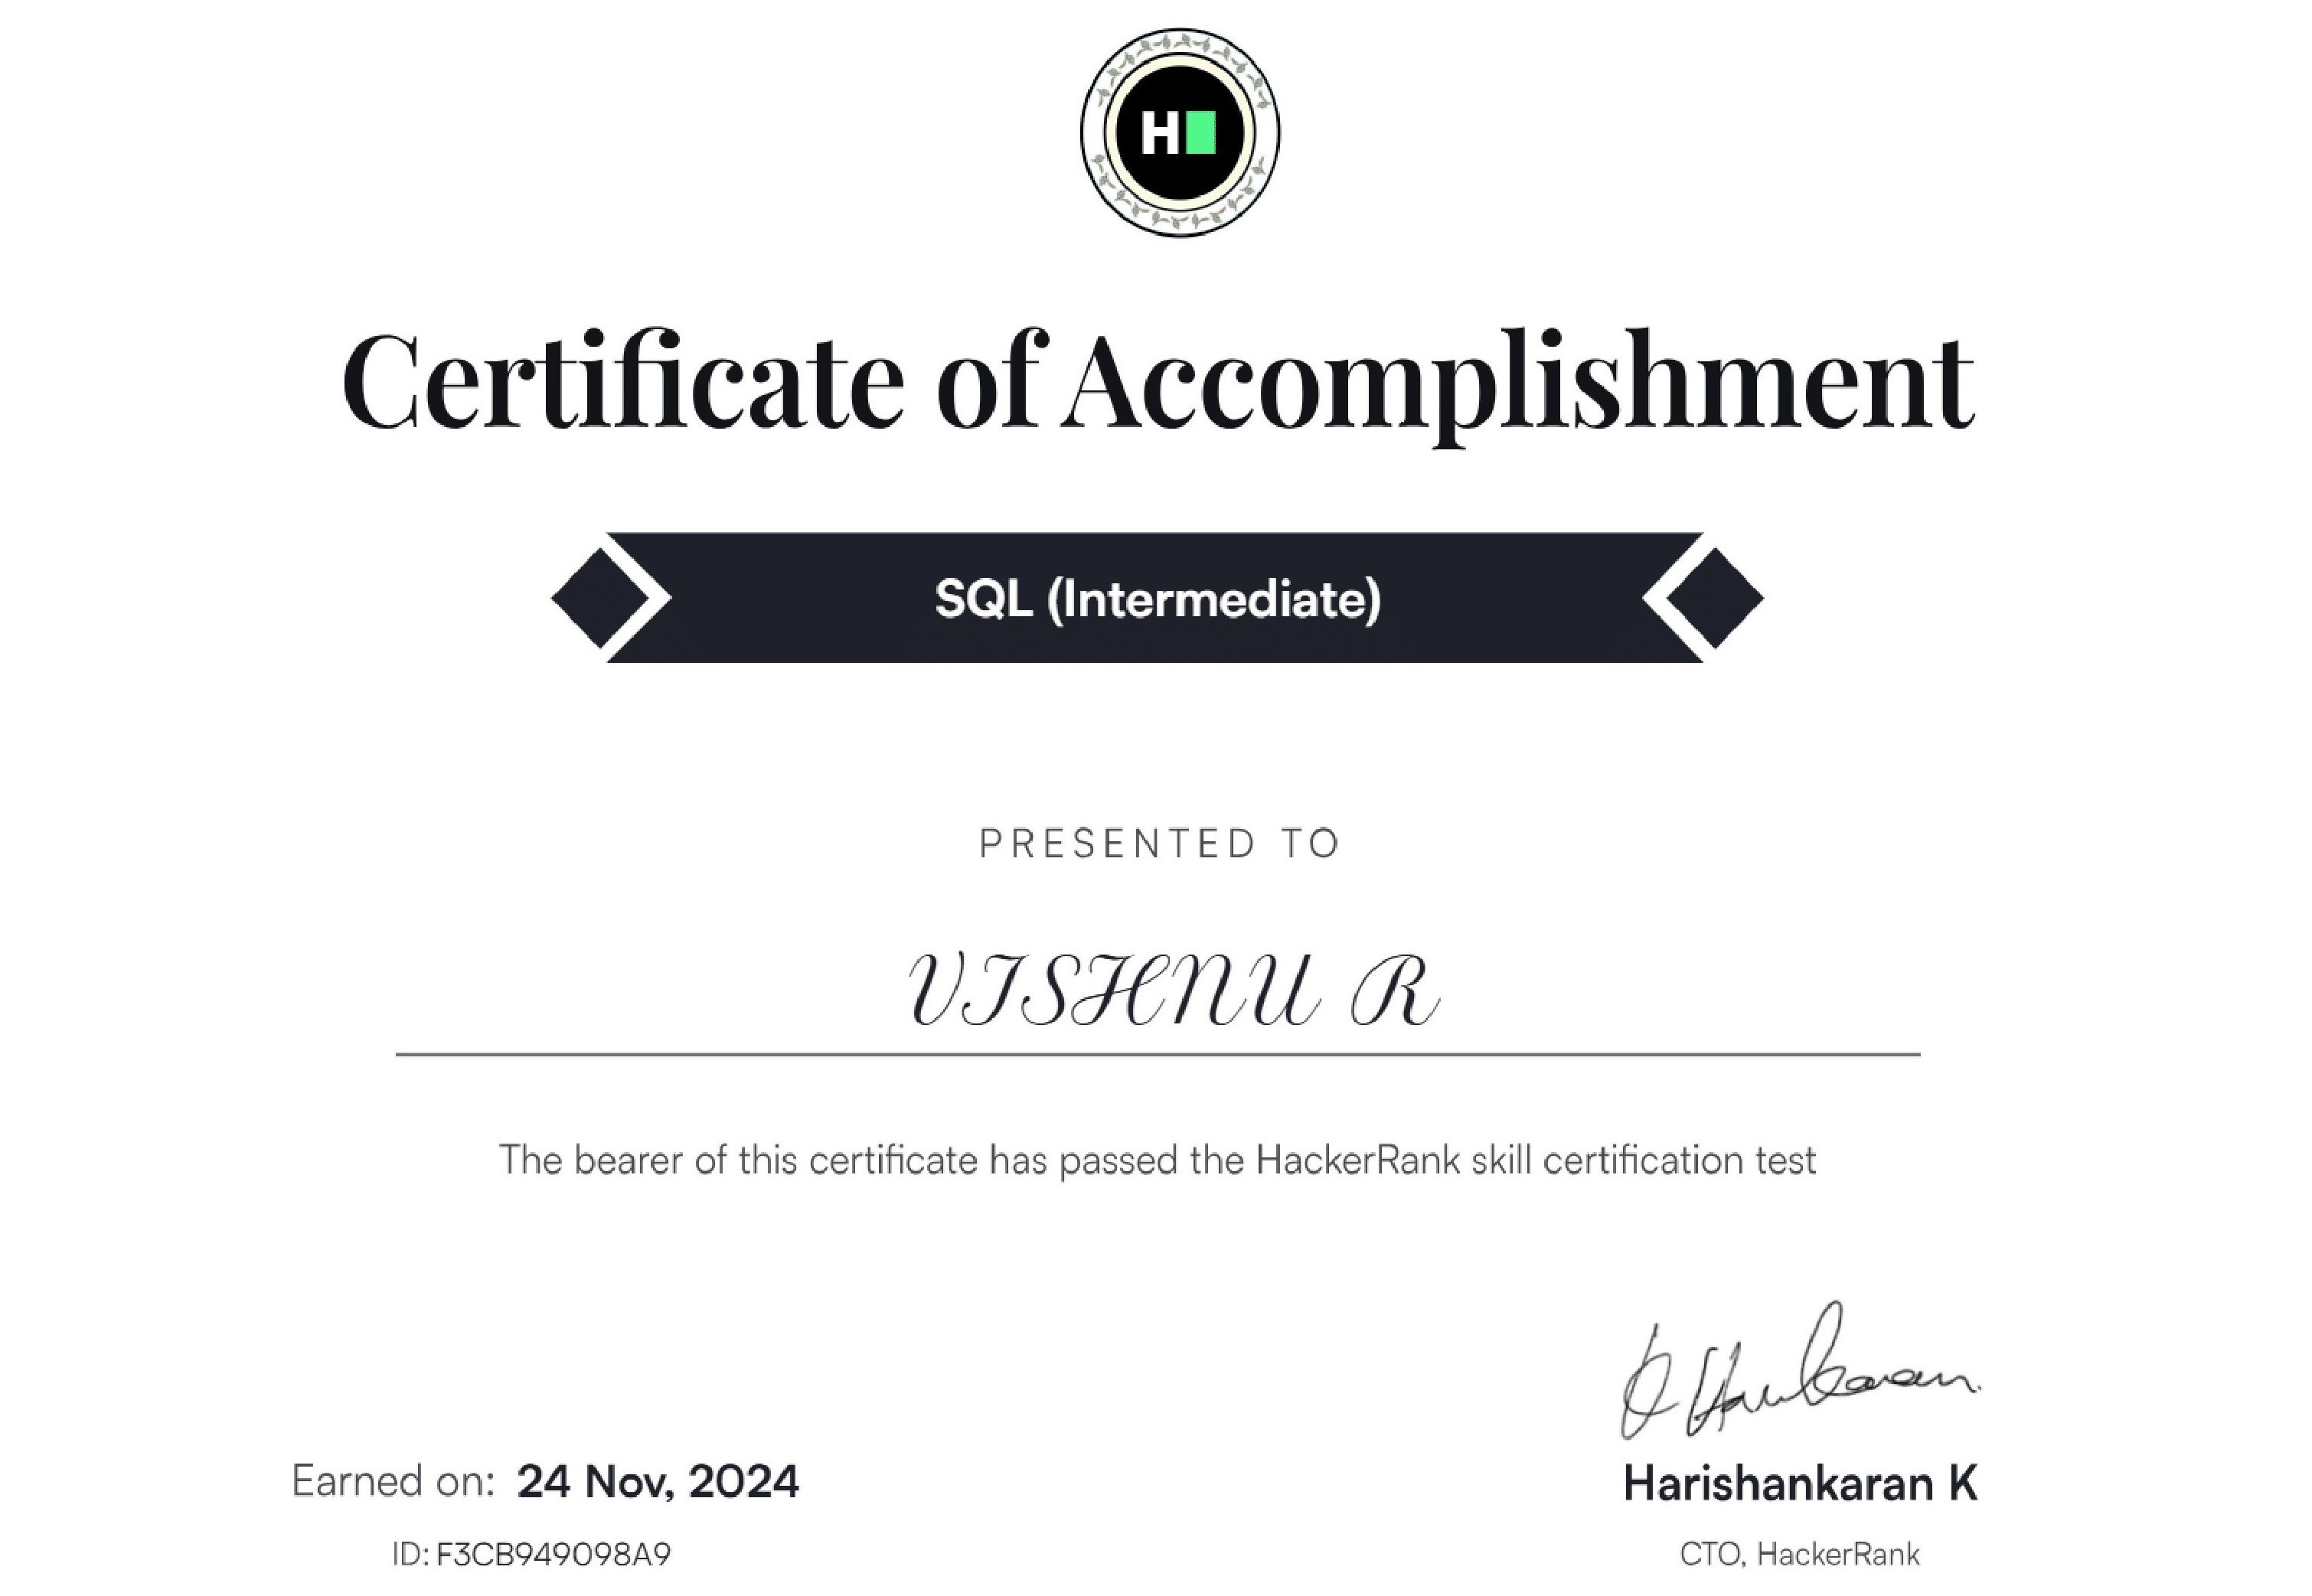 H
Certificate of Accomplishment
SQL (Intermediate)
PRESENTED TO
VISHNU R
The bearer of this certificate has passed the HackerRank skill certification test
Earned on: 24 Nov, 2024
ID: F3CB949098A9
Harishankaran K
CTO, HackerRank